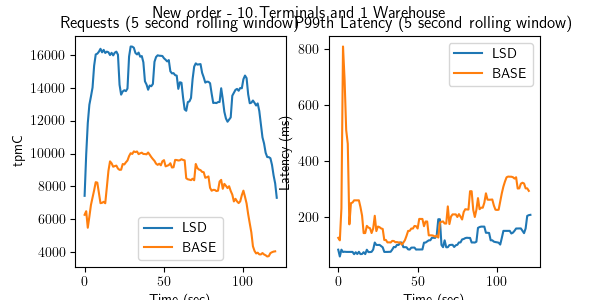 New order - 10 Terminals and 1 Warehouse
Requests (5 second rolling window)
P99th Latency (5 second rolling window)
tpmC
16000
14000
12000
10000
8000
6000
4000
0
50
100
Time (sec)
LSD
BASE
Latency (ms)
800
600
400
200
0
50
100
Time (sec)
LSD
BASE